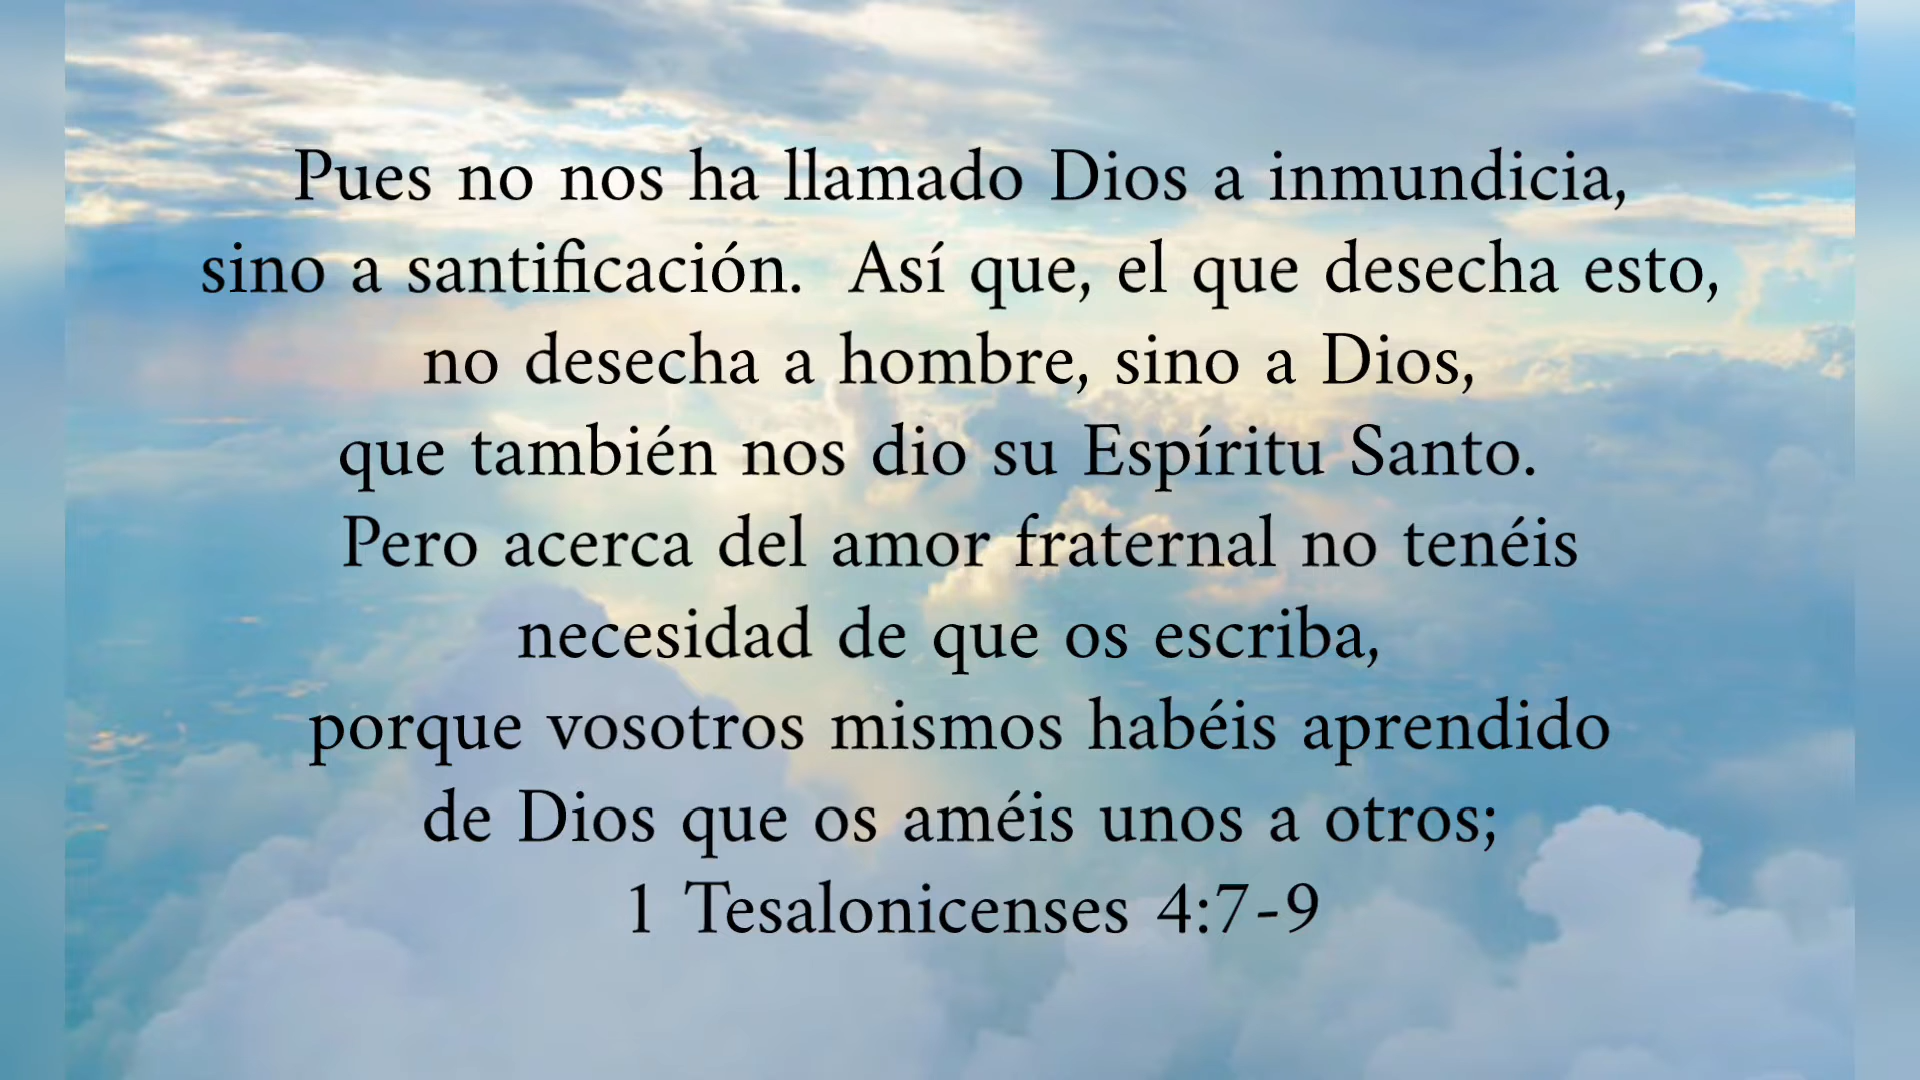 Pues no nos ha llamado Dios a inmundicia,
sino a santificación.  Así que, el que desecha esto,
no desecha a hombre, sino a Dios,
que también nos dio su Espíritu Santo.
Pero acerca del amor fraternal no tenéis
necesidad de que os escriba,
porque vosotros mismos habéis aprendido
de Dios que os améis unos a otros;
1 Tesalonicenses 4:7-9